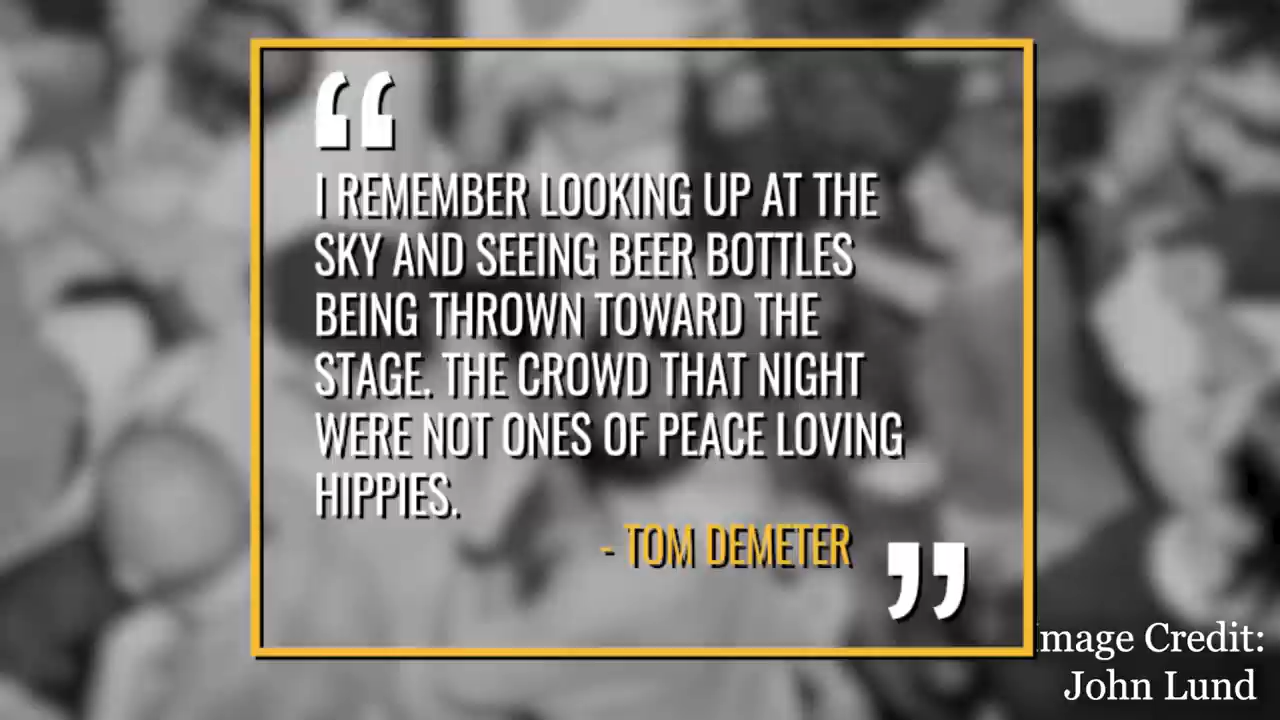 “
I REMEMBER LOOKING UP AT THE
SKY AND SEEING BEER BOTTLES
BEING THROWN TOWARD THE
STAGE. THE CROWD THAT NIGHT
WERE NOT ONES OF PEACE LOVING
HIPPIES.
- TOM DEMETER
”
Image Credit:
John Lund